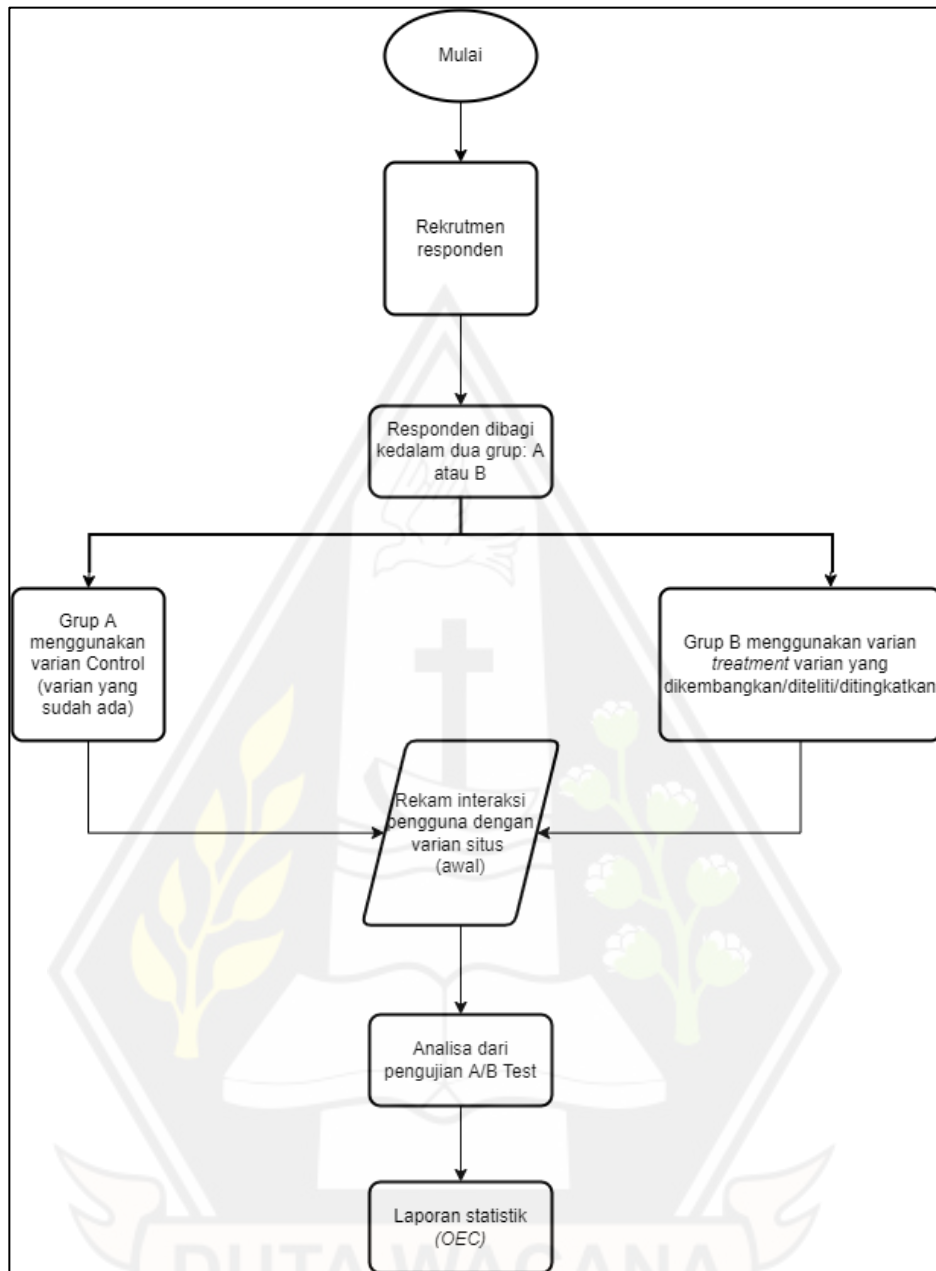 Mulai
Rekrutmen
responden
Responden dibagi
kedalam dua grup: A
atau B
Grup A
menggunakan
varian Control
(varian yang
sudah ada)
Grup B menggunakan varian
treatment varian yang
dikembangkan/diteliti/ditingkatkan
Rekam interaksi
pengguna dengan
varian situs
(awal)
Analisa dari
pengujian A/B Test
Laporan statistik
(OEC)
DUTA WACANA